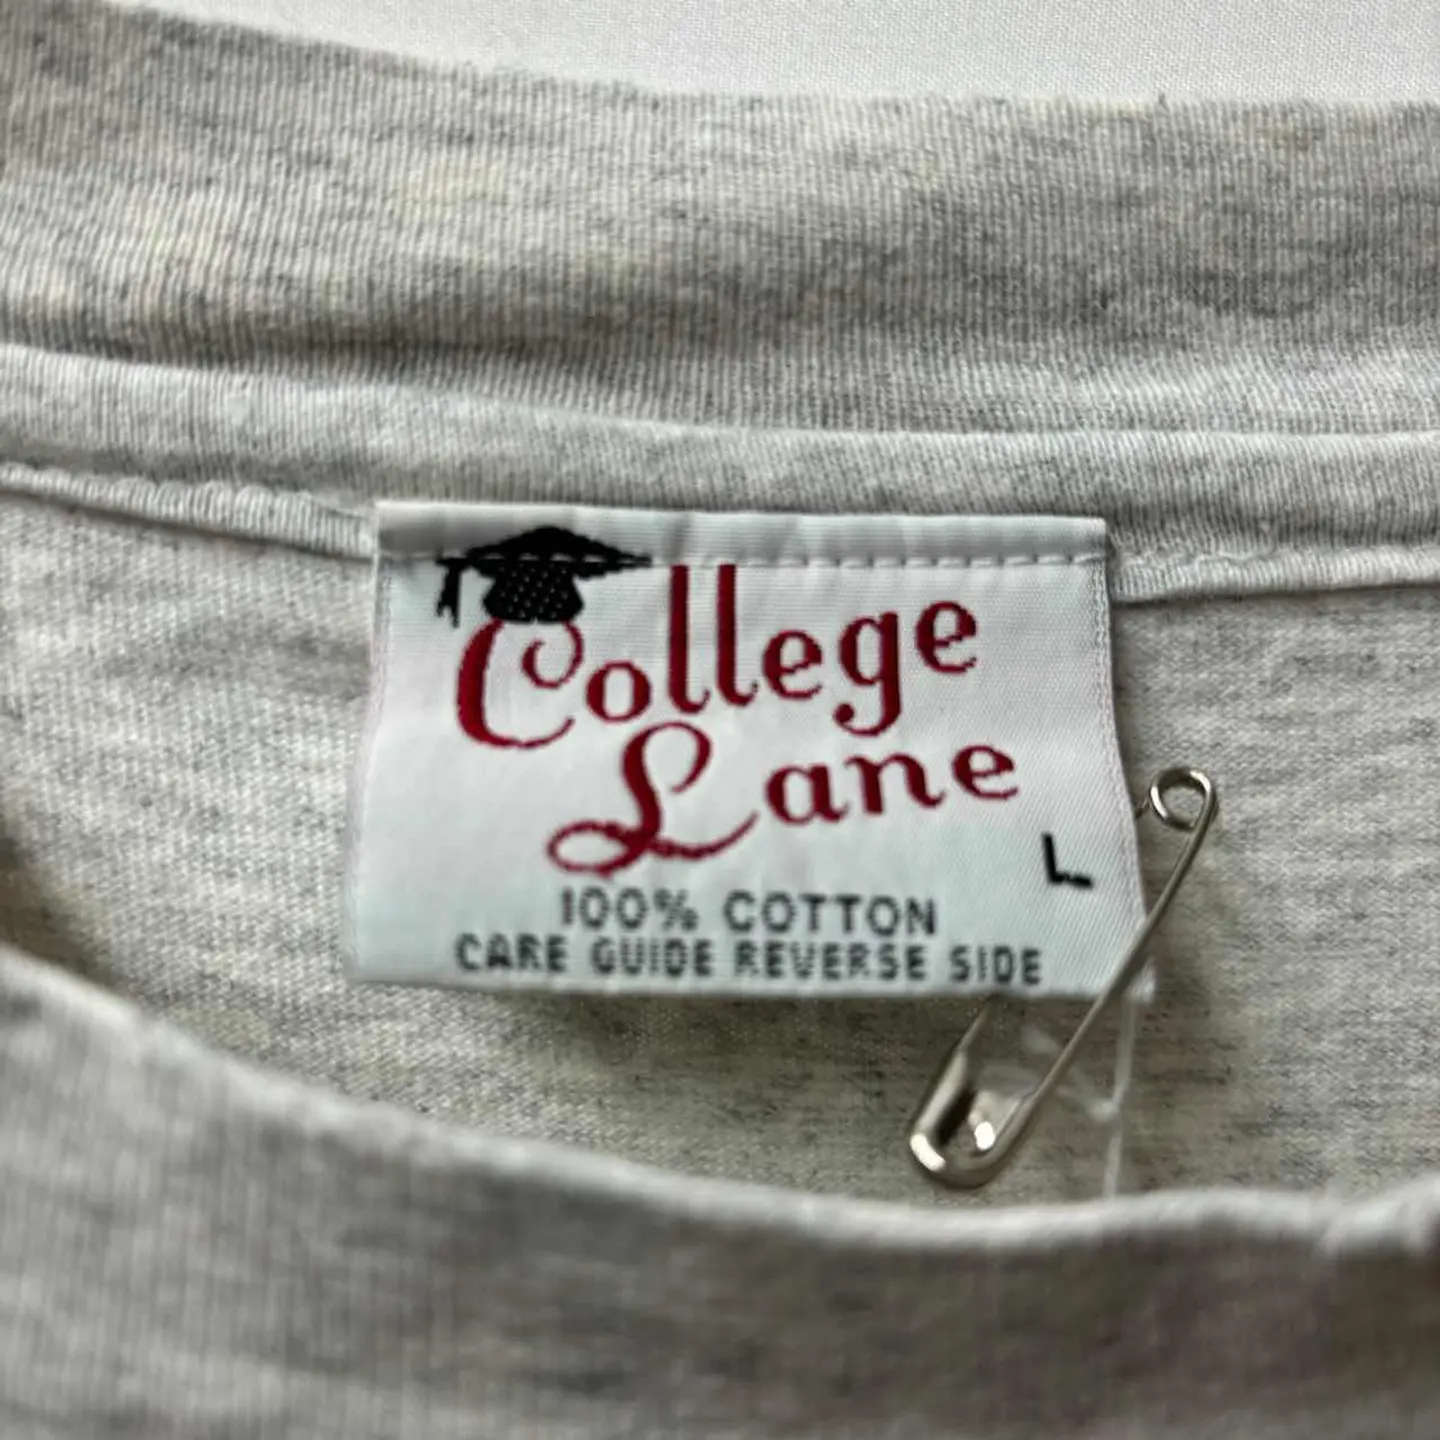 College
Lane
L
100% COTTON
CARE GUIDE REVERSE SIDE